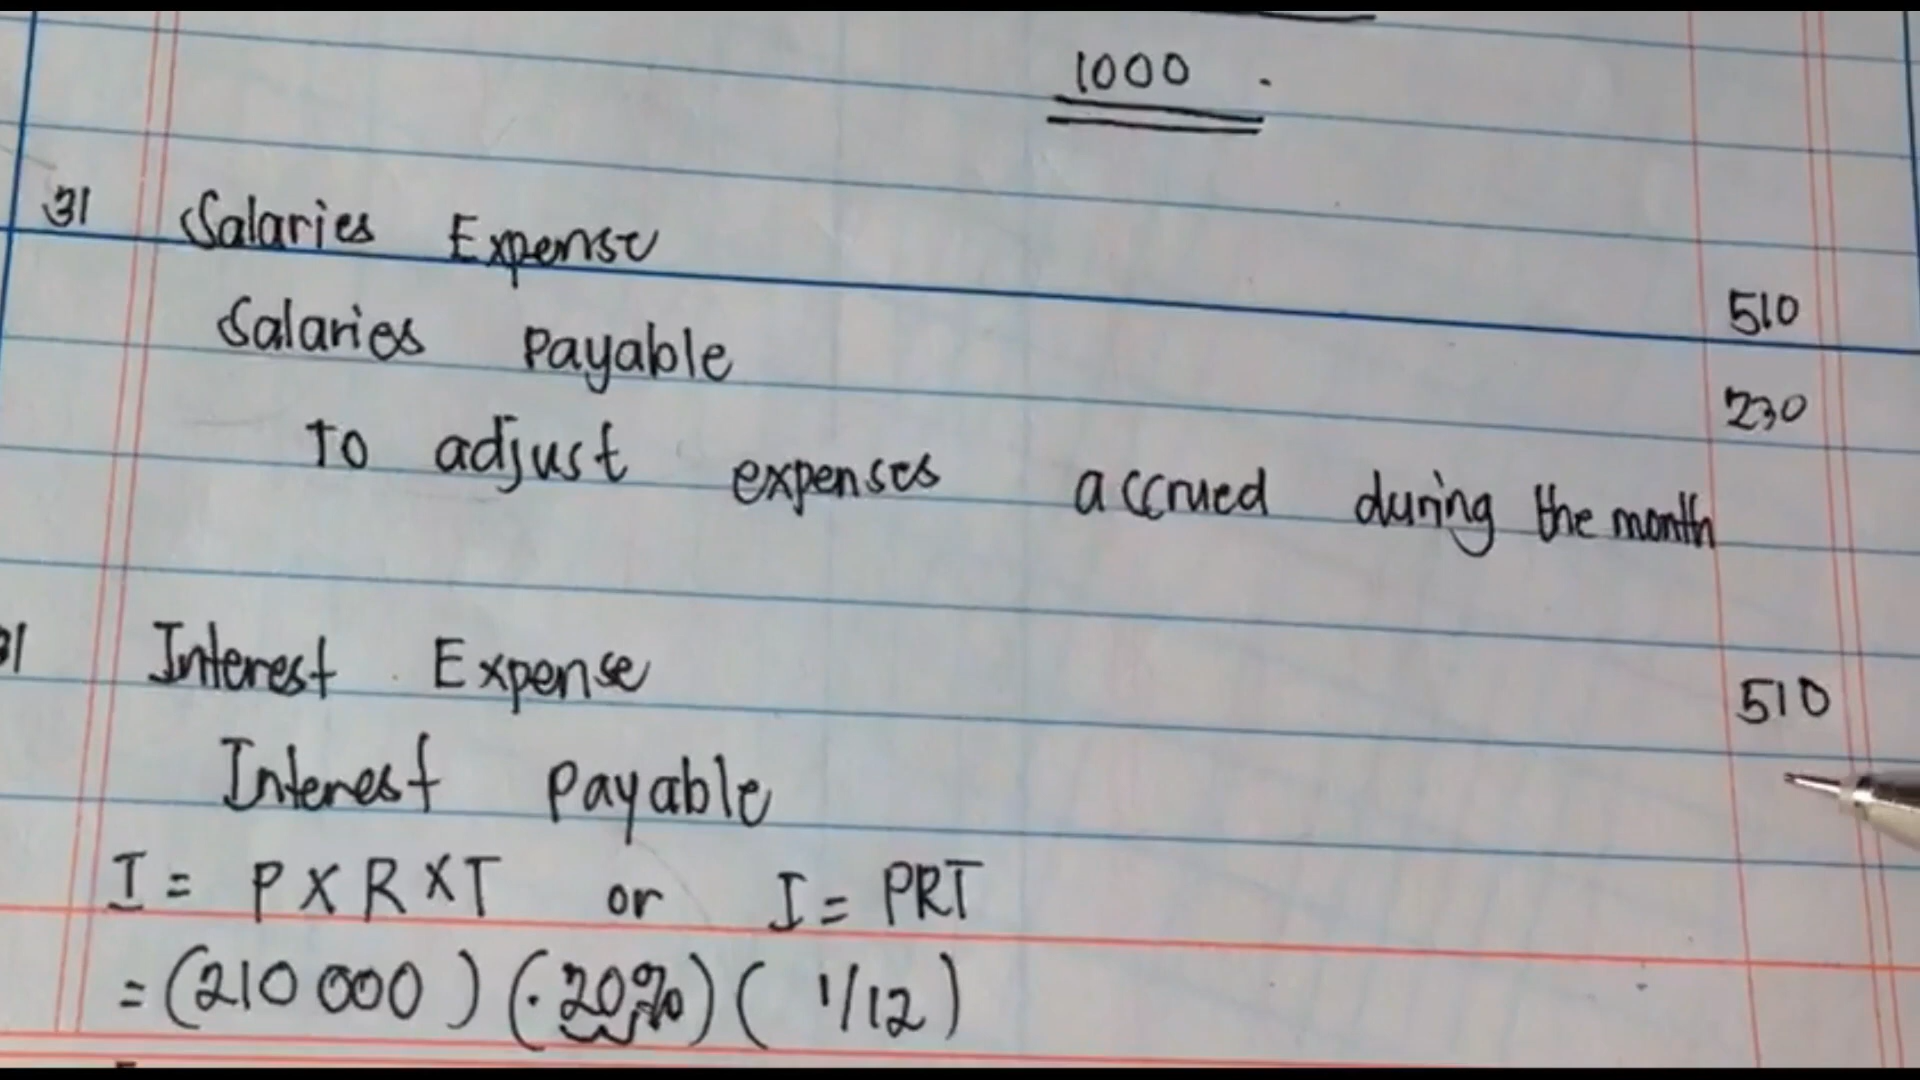 1000
31 Salaries Expense 510
Salaries payable 230
To adjust expenses accrued during the month
31 Interest Expense 510
Interest payable
I = P X R X T or I = PRT
= (210 000) (.20%) ( 1/12 )